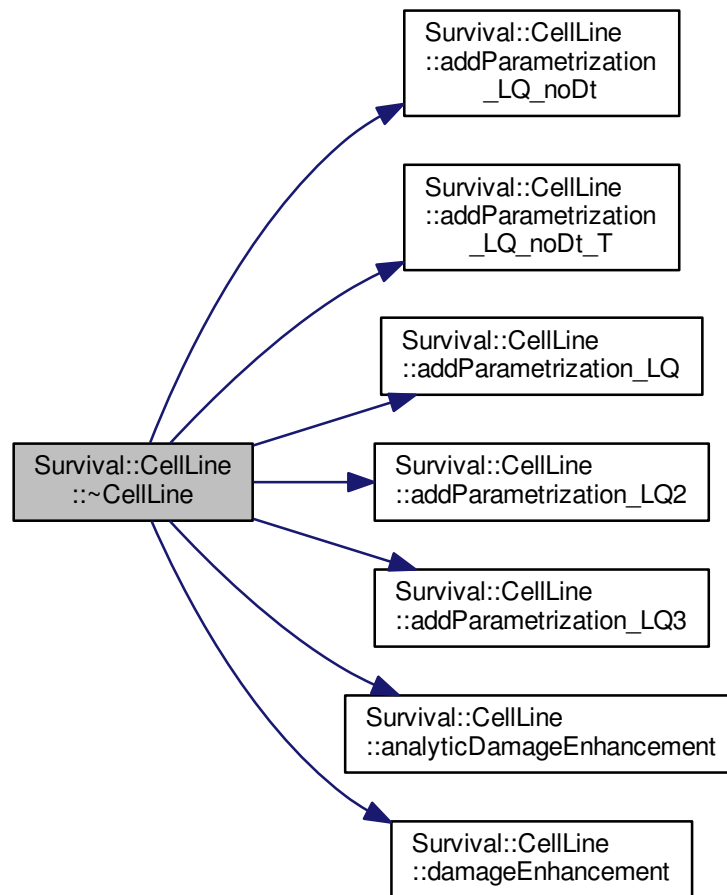 Survival::CellLine
::~CellLine
Survival::CellLine
::addParametrization
_LQ_noDt
Survival::CellLine
::addParametrization
_LQ_noDt_T
Survival::CellLine
::addParametrization_LQ
Survival::CellLine
::addParametrization_LQ2
Survival::CellLine
::addParametrization_LQ3
Survival::CellLine
::analyticDamageEnhancement
Survival::CellLine
::damageEnhancement